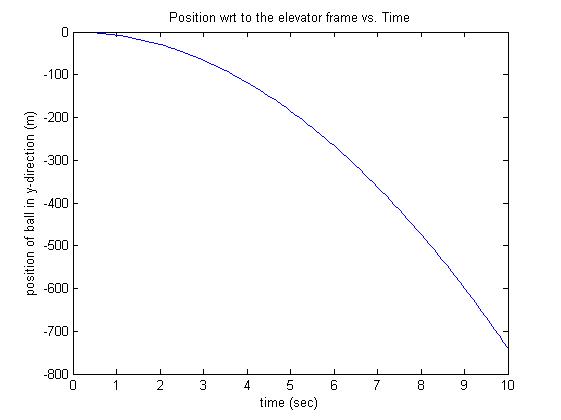 Position wrt to the elevator frame vs. Time
0
-100
-200
-300
-400
-500
-600
-700
-800
position of ball in y-direction (m)
0 1 2 3 4 5 6 7 8 9 10
time (sec)